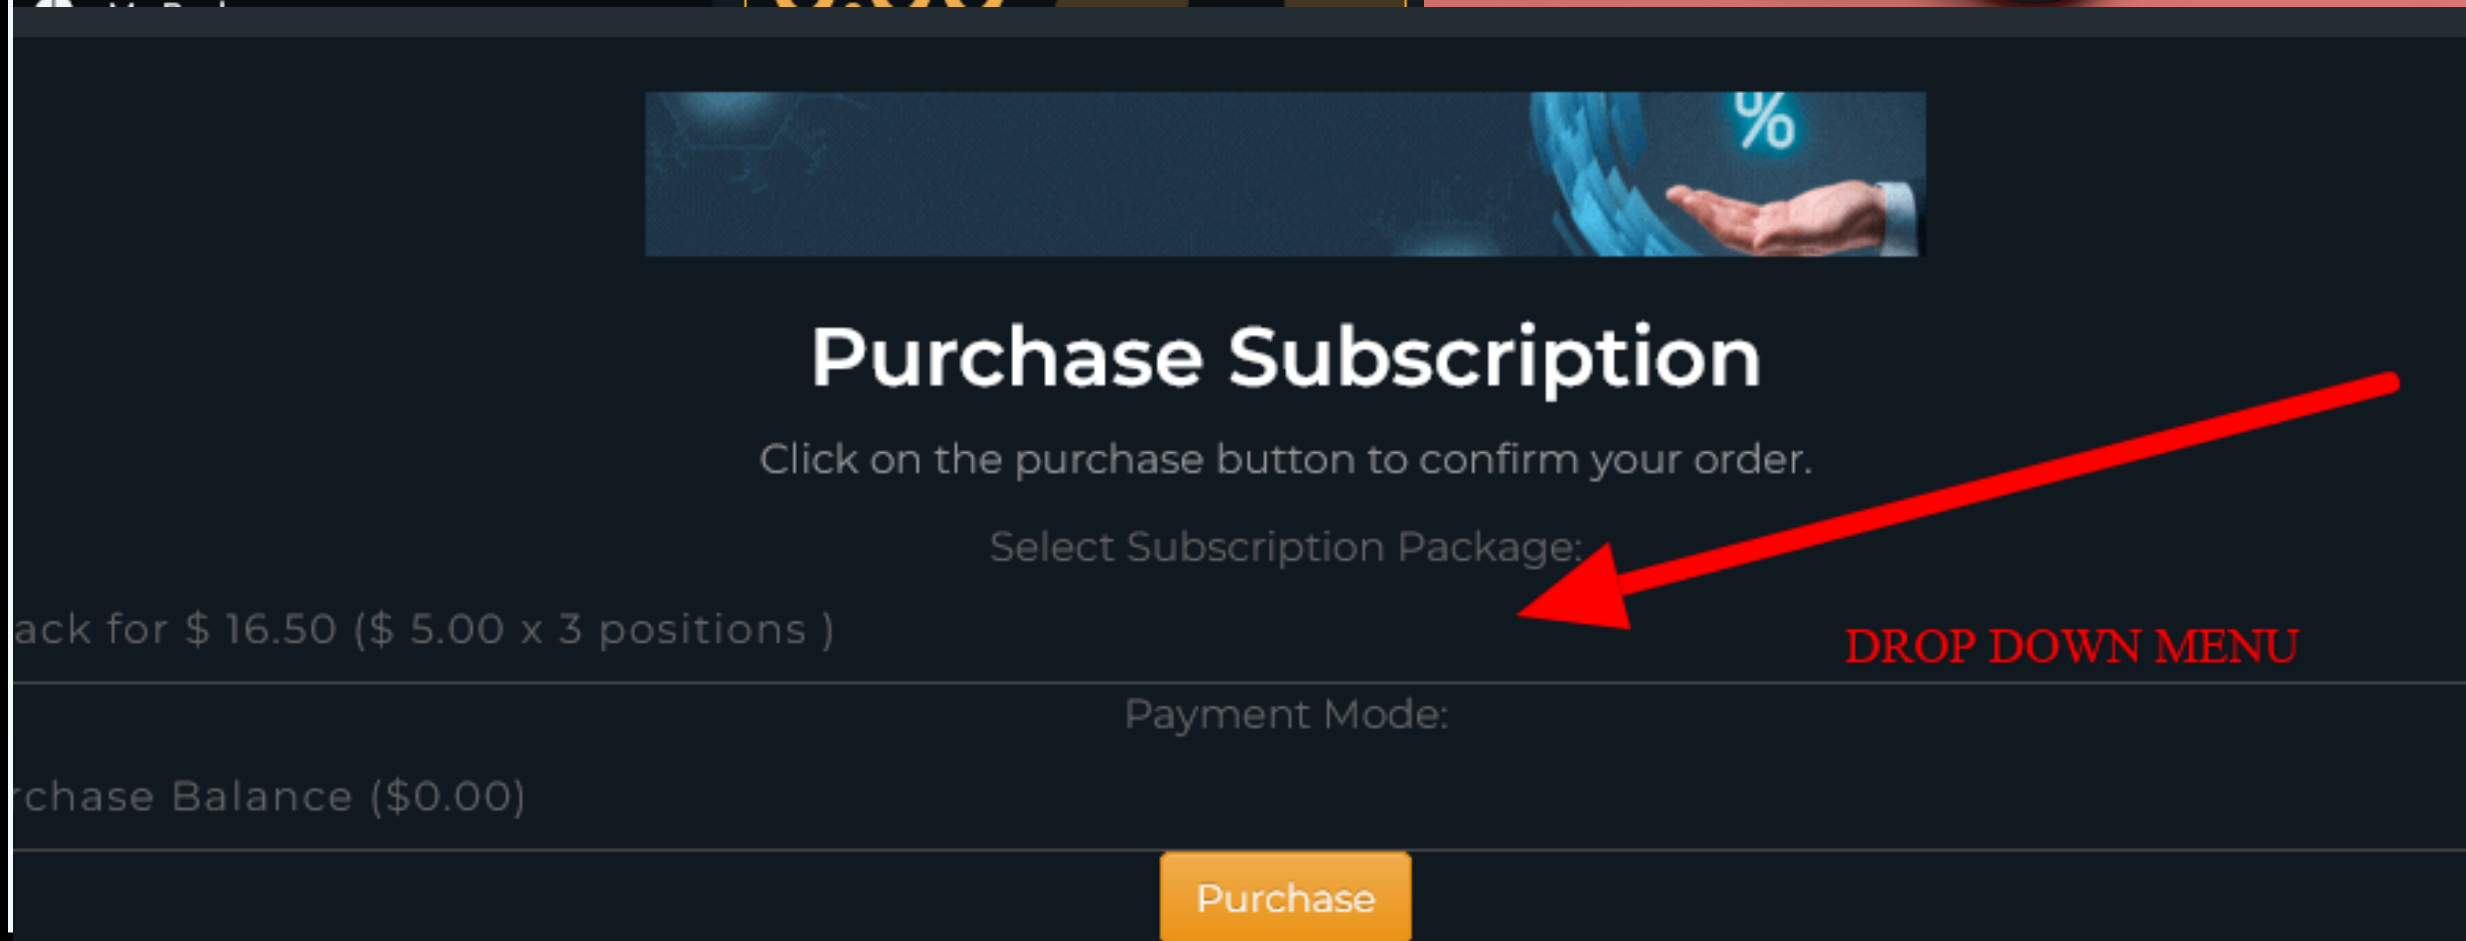 %
Purchase Subscription
Click on the purchase button to confirm your order.
Select Subscription Package:
ack for $ 16.50 ($ 5.00 x 3 positions )
DROP DOWN MENU
Payment Mode:
rchase Balance ($0.00)
Purchase